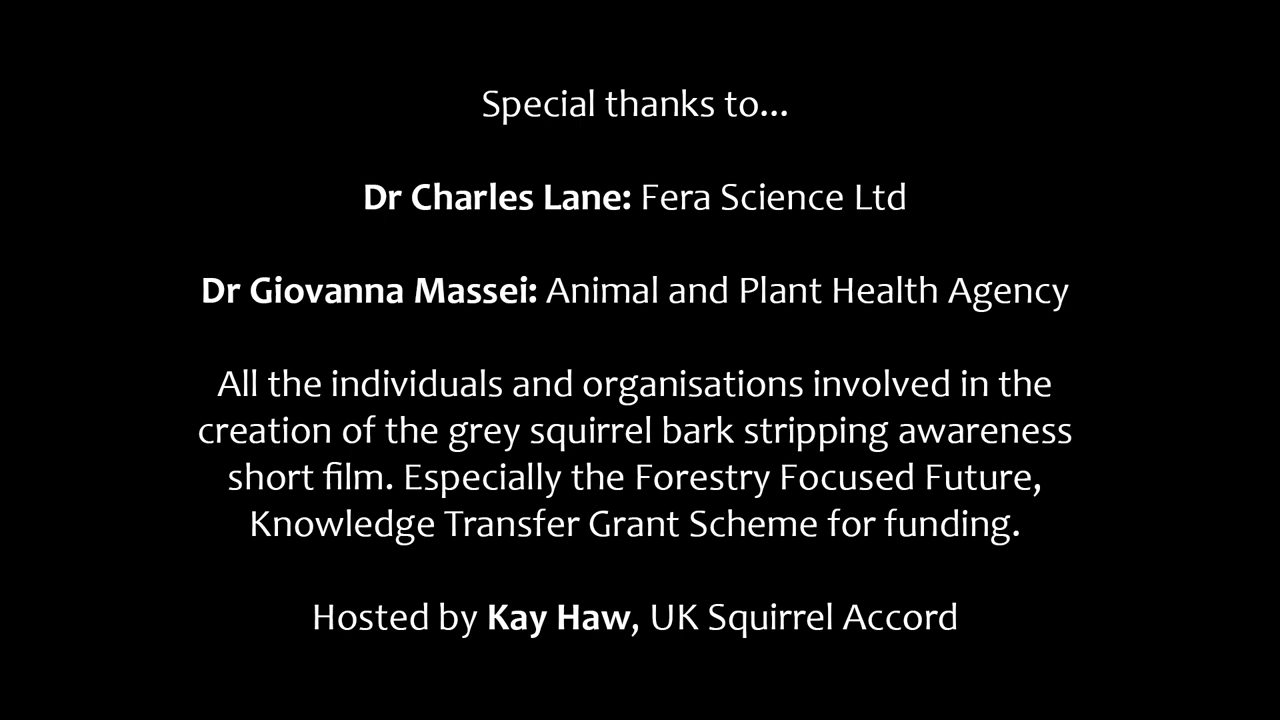 Special thanks to...
Dr Charles Lane: Fera Science Ltd
Dr Giovanna Massei: Animal and Plant Health Agency
All the individuals and organisations involved in the
creation of the grey squirrel bark stripping awareness
short film. Especially the Forestry Focused Future,
Knowledge Transfer Grant Scheme for funding.
Hosted by Kay Haw, UK Squirrel Accord